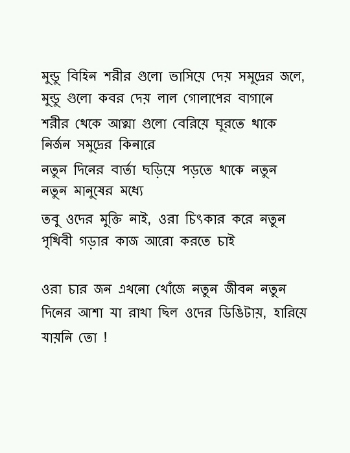 মুন্ডু বিহিন শরীর গুলো ভাসিয়ে দেয় সমুদ্রের জলে,
মুন্ডু গুলো কবর দেয় লাল গোলাপের বাগানে
শরীর থেকে আত্মা গুলো বেরিয়ে ঘুরতে থাকে
নির্জন সমুদ্রের কিনারে
নতুন দিনের বার্তা ছড়িয়ে পড়তে থাকে নতুন
নতুন মানুষের মধ্যে
তবু ওদের মুক্তি নাই, ওরা চিৎকার করে নতুন
পৃথিবী গড়ার কাজ আরো করতে চাই
ওরা চার জন এখনো খোঁজে নতুন জীবন নতুন
দিনের আশা যা রাখা ছিল ওদের ডিঙিটায়, হারিয়ে
যায়নি তো !